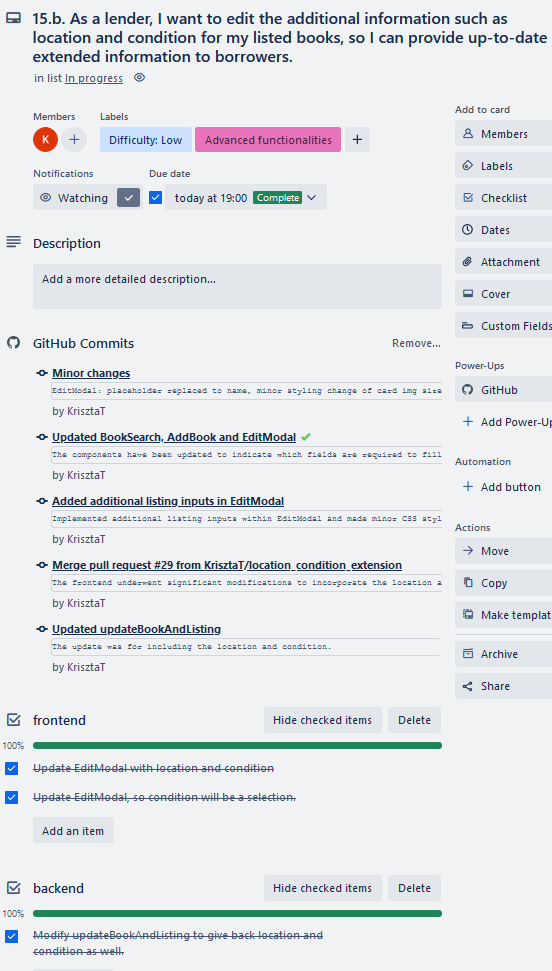 15.b. As a lender, I want to edit the additional information such as
location and condition for my listed books, so I can provide up-to-date
extended information to borrowers.
in list In progress
Members
Labels
K
Difficulty: Low
Advanced functionalities
Notifications
Due date
Watching
today at 19:00 Complete
Description
Add a more detailed description...
GitHub Commits
Remove...
Minor changes
EditModal: placeholder replaced to name, minor styling change of card img size
by KrisztaT
Updated BookSearch, AddBook and EditModal
The components have been updated to indicate which fields are required to fill
by KrisztaT
Added additional listing inputs in EditModal
Implemented additional listing inputs within EditModal and made minor CSS styl
by KrisztaT
Merge pull request #29 from KrisztaT/location_condition_extension
The frontend underwent significant modifications to incorporate the location a
by KrisztaT
Updated updateBookAndListing
The update was for including the location and condition.
by KrisztaT
frontend
Hide checked items
Delete
100%
Update EditModal with location and condition
Update EditModal, so condition will be a selection.
Add an item
backend
Hide checked items
Delete
100%
Modify updateBookAndListing to give back location and
condition as well.
Add to card
Members
Labels
Checklist
Dates
Attachment
Cover
Custom Fields
Power-Ups
GitHub
Add Power-Up
Automation
Add button
Actions
Move
Copy
Make templat
Archive
Share